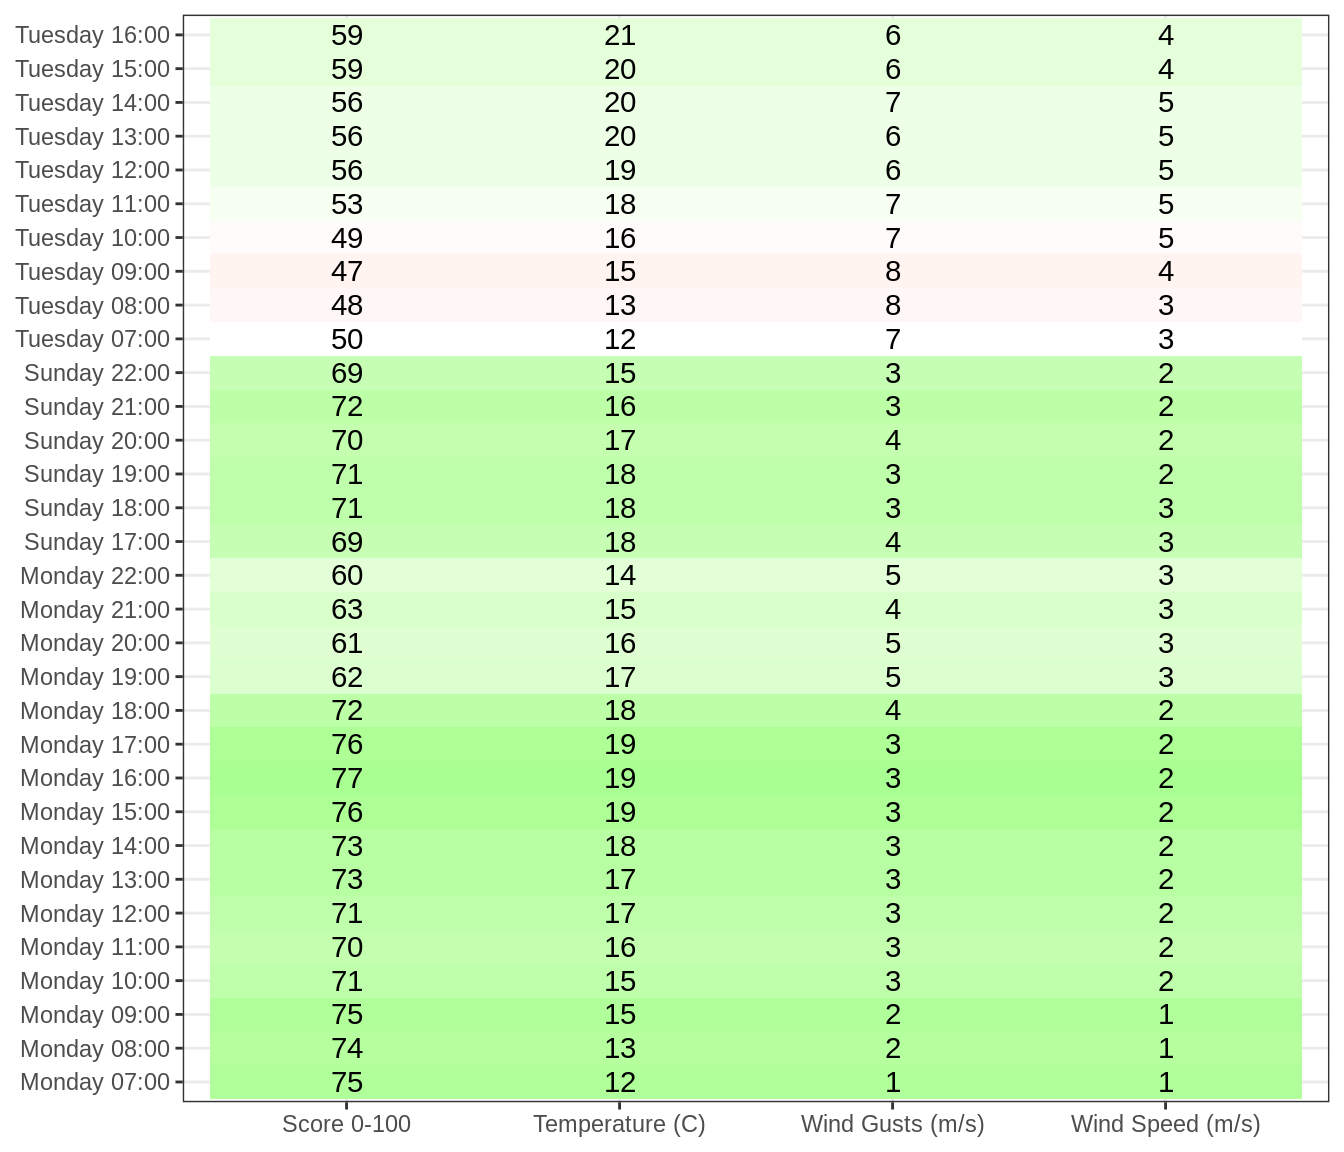 Tuesday 16:00 59 21 6 4
Tuesday 15:00 59 20 6 4
Tuesday 14:00 56 20 7 5
Tuesday 13:00 56 20 6 5
Tuesday 12:00 56 19 6 5
Tuesday 11:00 53 18 7 5
Tuesday 10:00 49 16 7 5
Tuesday 09:00 47 15 8 4
Tuesday 08:00 48 13 8 3
Tuesday 07:00 50 12 7 3
Sunday 22:00 69 15 3 2
Sunday 21:00 72 16 3 2
Sunday 20:00 70 17 4 2
Sunday 19:00 71 18 3 2
Sunday 18:00 71 18 3 3
Sunday 17:00 69 18 4 3
Monday 22:00 60 14 5 3
Monday 21:00 63 15 4 3
Monday 20:00 61 16 5 3
Monday 19:00 62 17 5 3
Monday 18:00 72 18 4 2
Monday 17:00 76 19 3 2
Monday 16:00 77 19 3 2
Monday 15:00 76 19 3 2
Monday 14:00 73 18 3 2
Monday 13:00 73 17 3 2
Monday 12:00 71 17 3 2
Monday 11:00 70 16 3 2
Monday 10:00 71 15 3 2
Monday 09:00 75 15 2 1
Monday 08:00 74 13 2 1
Monday 07:00 75 12 1 1
Score 0-100 Temperature (C) Wind Gusts (m/s) Wind Speed (m/s)